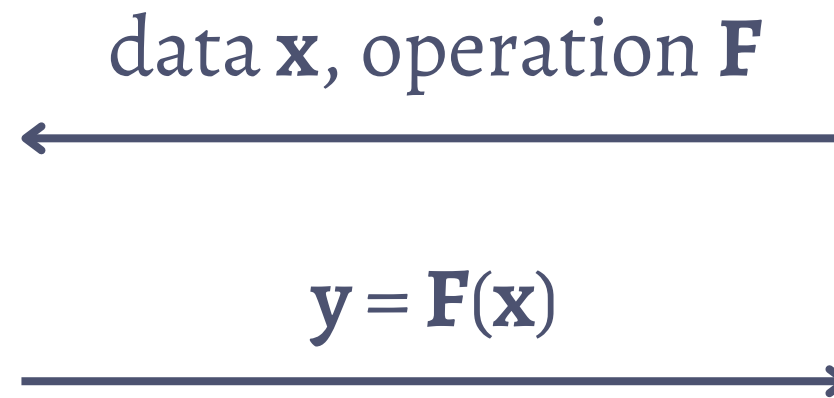 data x, operation F
y = F(x)